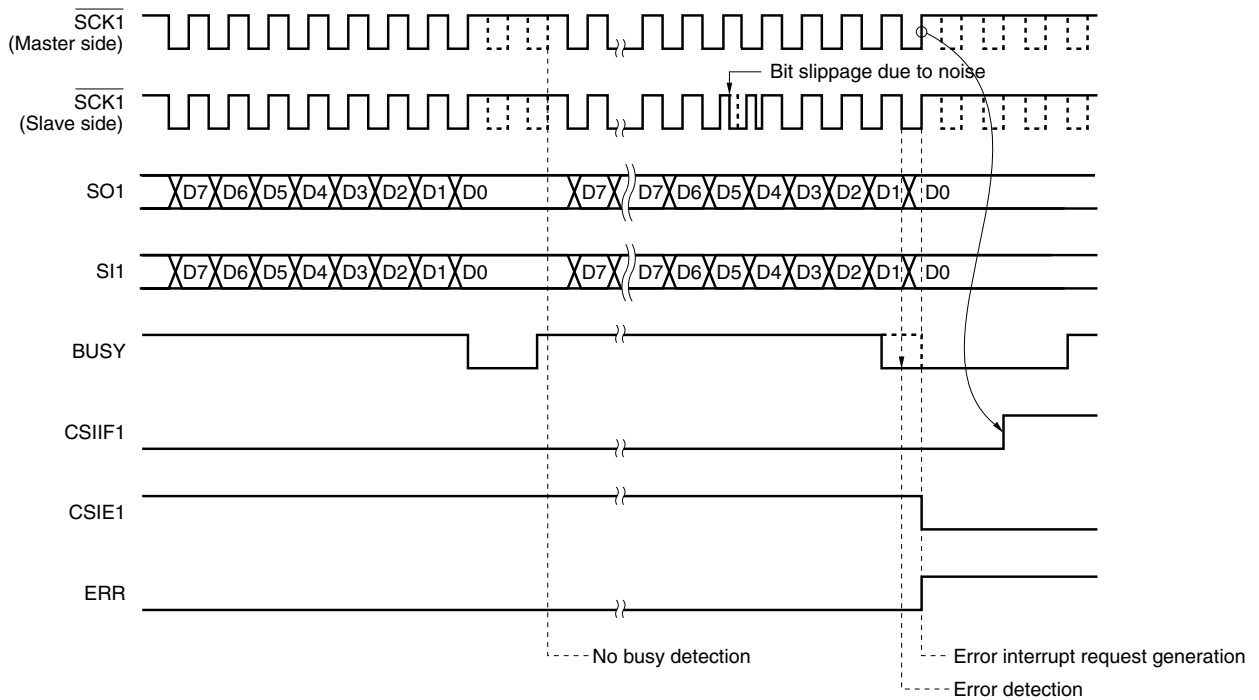 SCK1
(Master side)
Bit slippage due to noise
SCK1
(Slave side)
SO1
D7 D6 D5 D4 D3 D2 D1 D0 D7 D7 D6 D5 D4 D3 D2 D1 D0
SI1
D7 D6 D5 D4 D3 D2 D1 D0 D7 D7 D6 D5 D4 D3 D2 D1 D0
BUSY
CSIIF1
CSIE1
ERR
No busy detection
Error interrupt request generation
Error detection